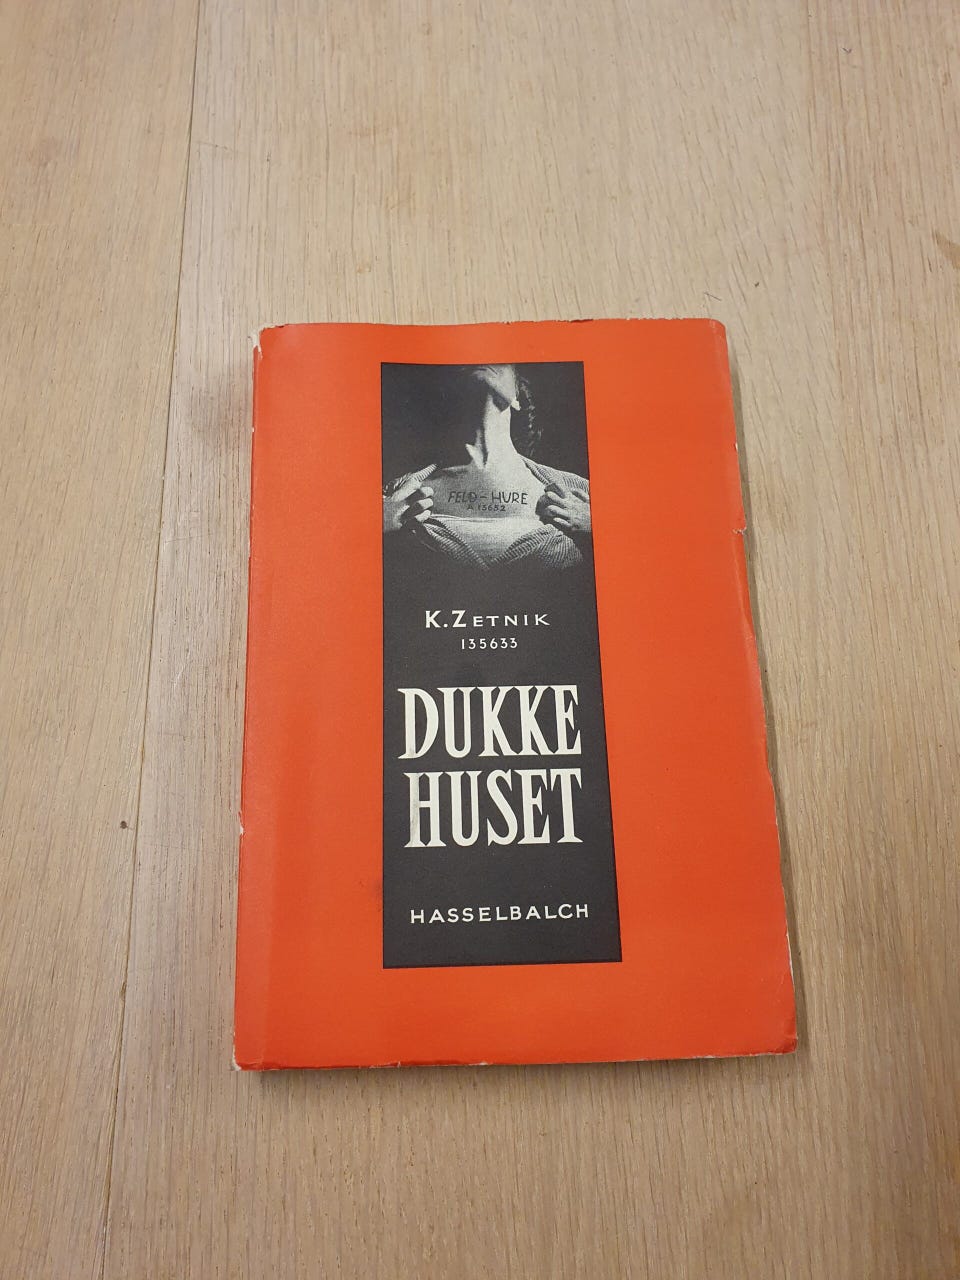 FELD-HURE
A 13652
K. ZETNIK
135633
DUKKE
HUSET
HASSELBALCH